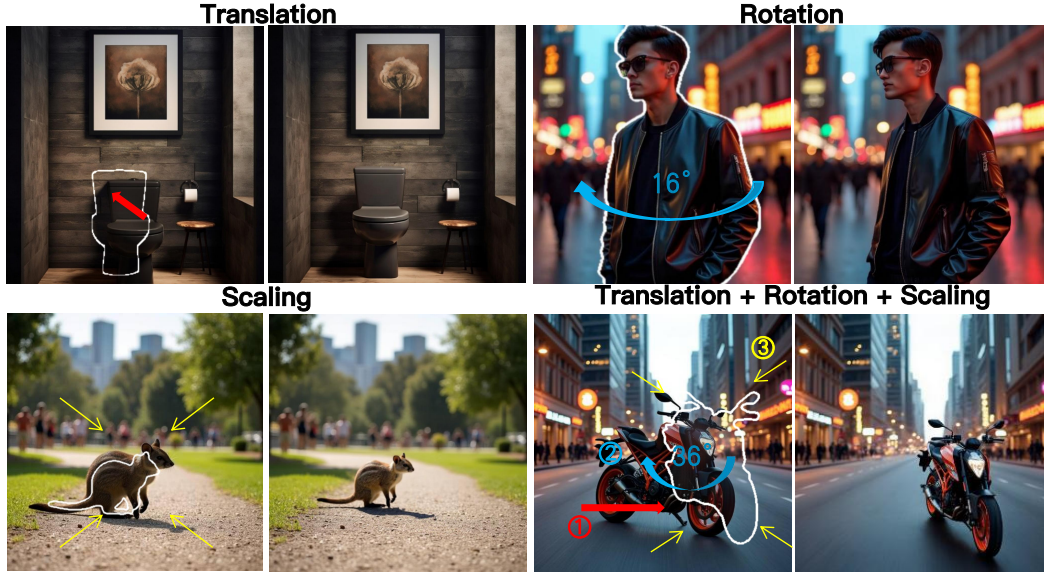 Translation
Rotation
16°
Scaling
Translation + Rotation + Scaling
③
②
36°
①